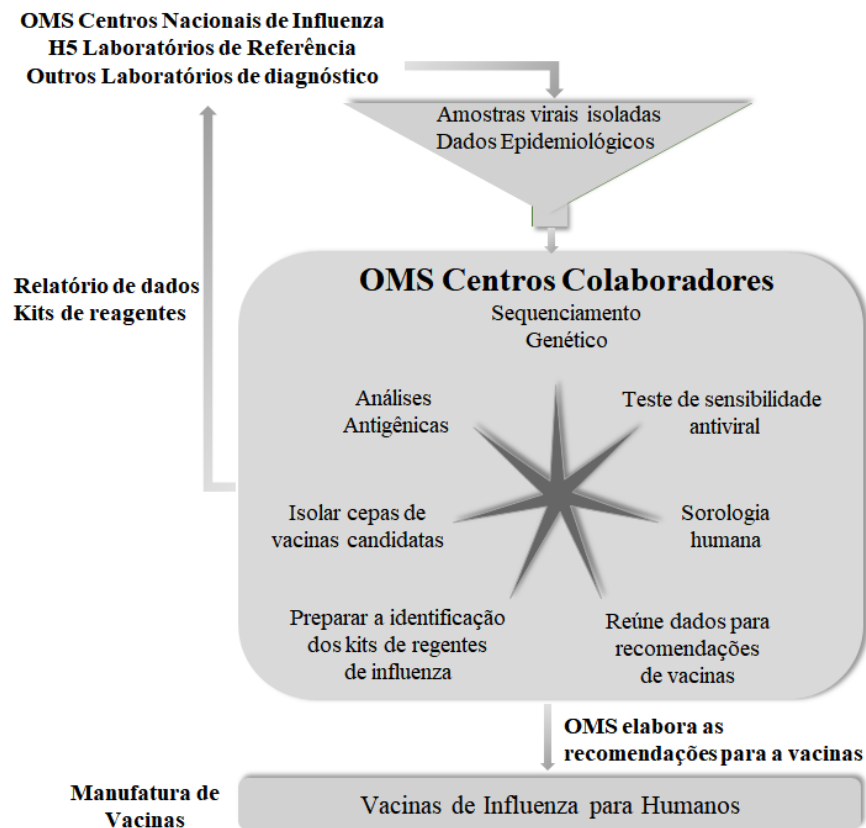 OMS Centros Nacionais de Influenza
H5 Laboratórios de Referência
Outros Laboratórios de diagnóstico
Amostras virais isoladas
Dados Epidemiológicos
Relatório de dados
Kits de reagentes
OMS Centros Colaboradores
Sequenciamento
Genético
Análises
Antigênicas
Teste de sensibilidade
antiviral
Isolar cepas de
vacinas candidatas
Sorologia
humana
Preparar a identificação
dos kits de regentes
de influenza
Reúne dados para
recomendações
de vacinas
OMS elabora as
recomendações para a vacinas
Manufatura de
Vacinas
Vacinas de Influenza para Humanos